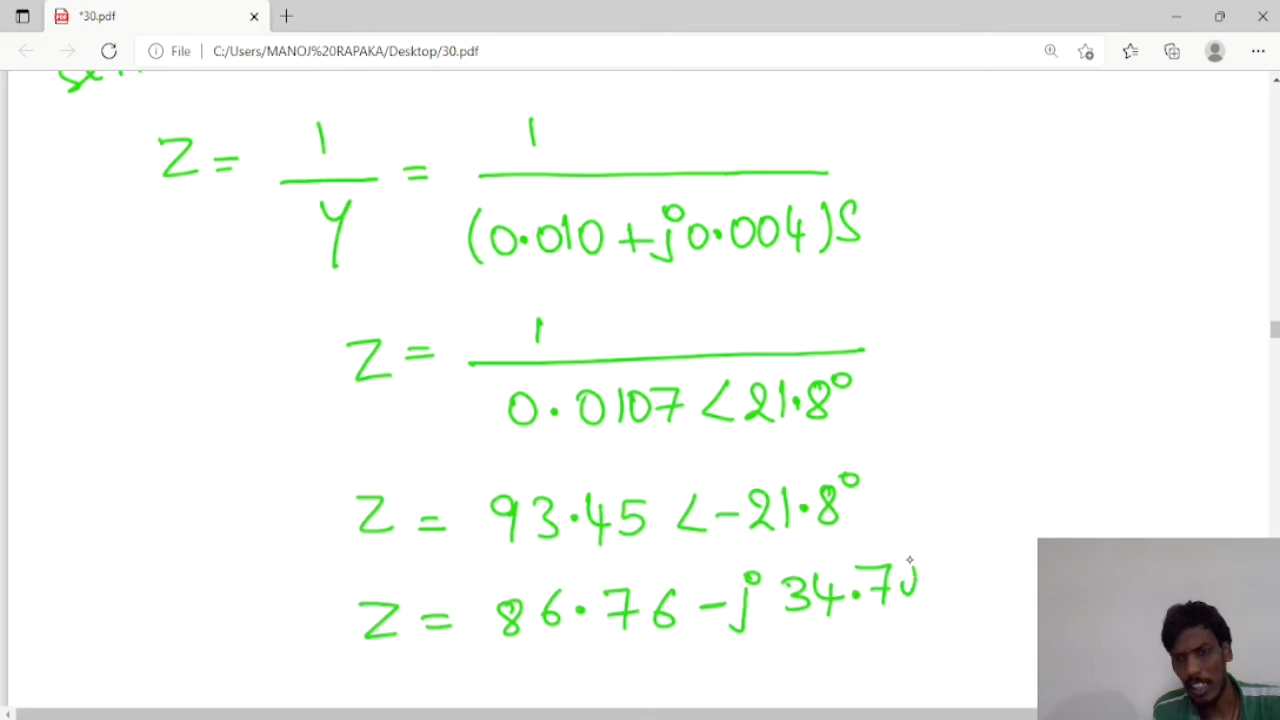 *30.pdf
File C:/Users/MANOJ%20RAPAKA/Desktop/30.pdf
Z = 1/Y = 1/(0.010 + j0.004)S
Z = 1/0.0107 <21.8°
Z = 93.45 <-21.8°
Z = 86.76 - j 34.7